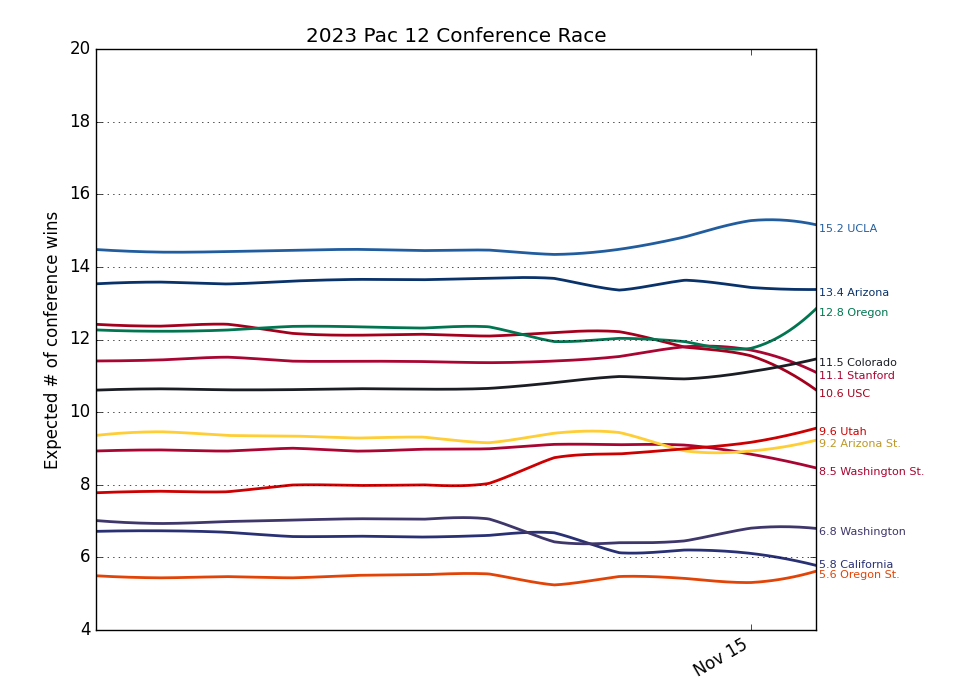 2023 Pac 12 Conference Race
Expected # of conference wins
20
18
16
14
12
10
8
6
4
15.2 UCLA
13.4 Arizona
12.8 Oregon
11.5 Colorado
11.1 Stanford
10.6 USC
9.6 Utah
9.2 Arizona St.
8.5 Washington St.
6.8 Washington
5.8 California
5.6 Oregon St.
Nov 15